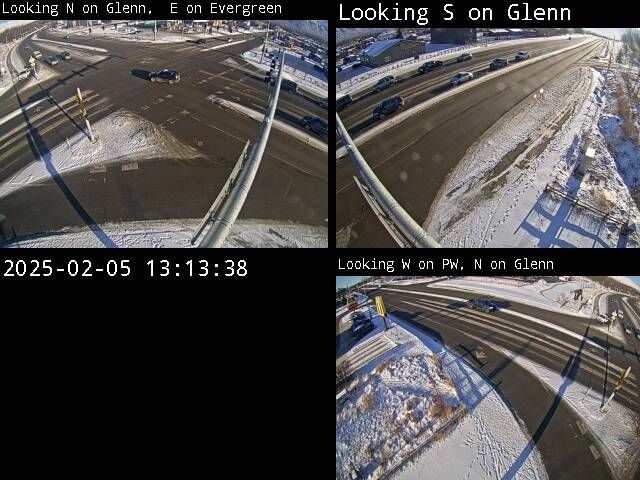 Looking N on Glenn,  E on Evergreen
Looking S on Glenn
2025-02-05 13:13:38
Looking W on PW, N on Glenn